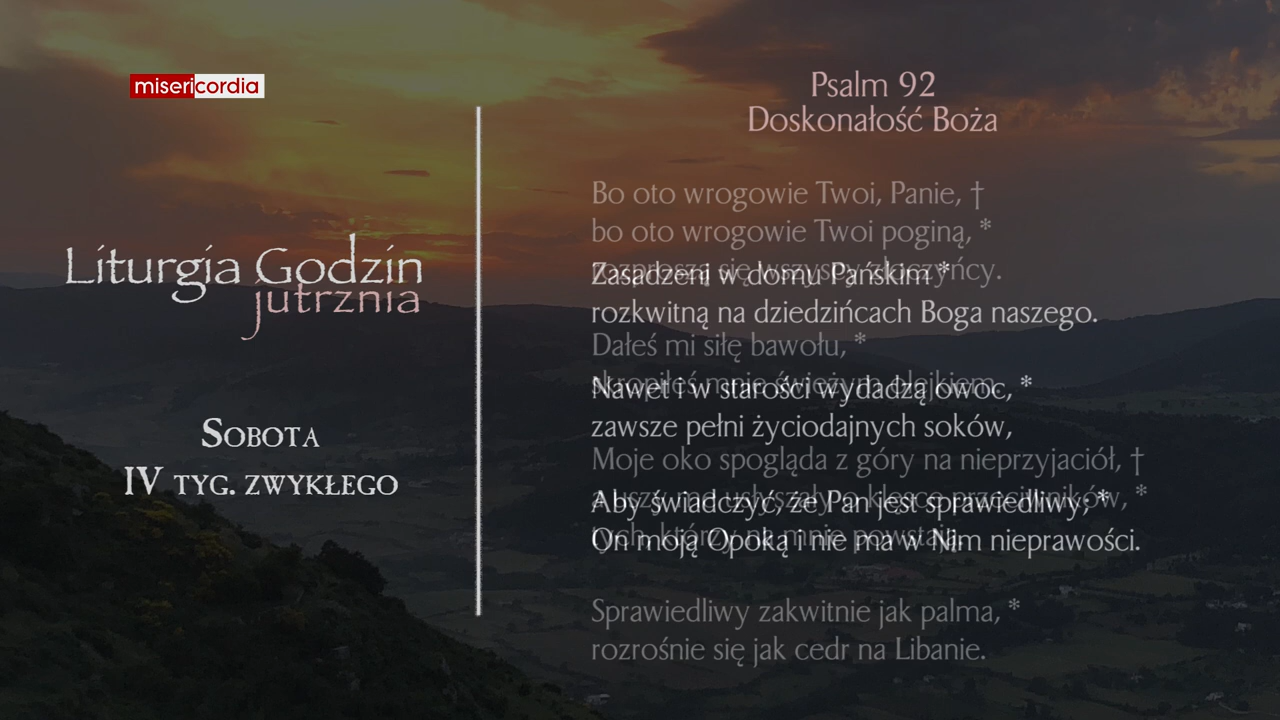 misericordia
Liturgia Godzin
jutrznia
SOBOTA
IV TYG. ZWYKŁEGO
Psalm 92
Doskonałość Boża
Bo oto wrogowie Twoi, Panie, †
bo oto wrogowie Twoi poginą, *
Zasadzeni w domu Pańskim *
rozkwitną na dziedzińcach Boga naszego.
Dałeś mi siłę bawołu, *
Nawet i w starości wydadzą owoc, *
zawsze pełni życiodajnych soków,
Moje oko spogląda z góry na nieprzyjaciół, †
Aby świadczyć, że Pan jest sprawiedliwy; *
On moją Opoką i nie ma w Nim nieprawości.
Sprawiedliwy zakwitnie jak palma, *
rozrośnie się jak cedr na Libanie.